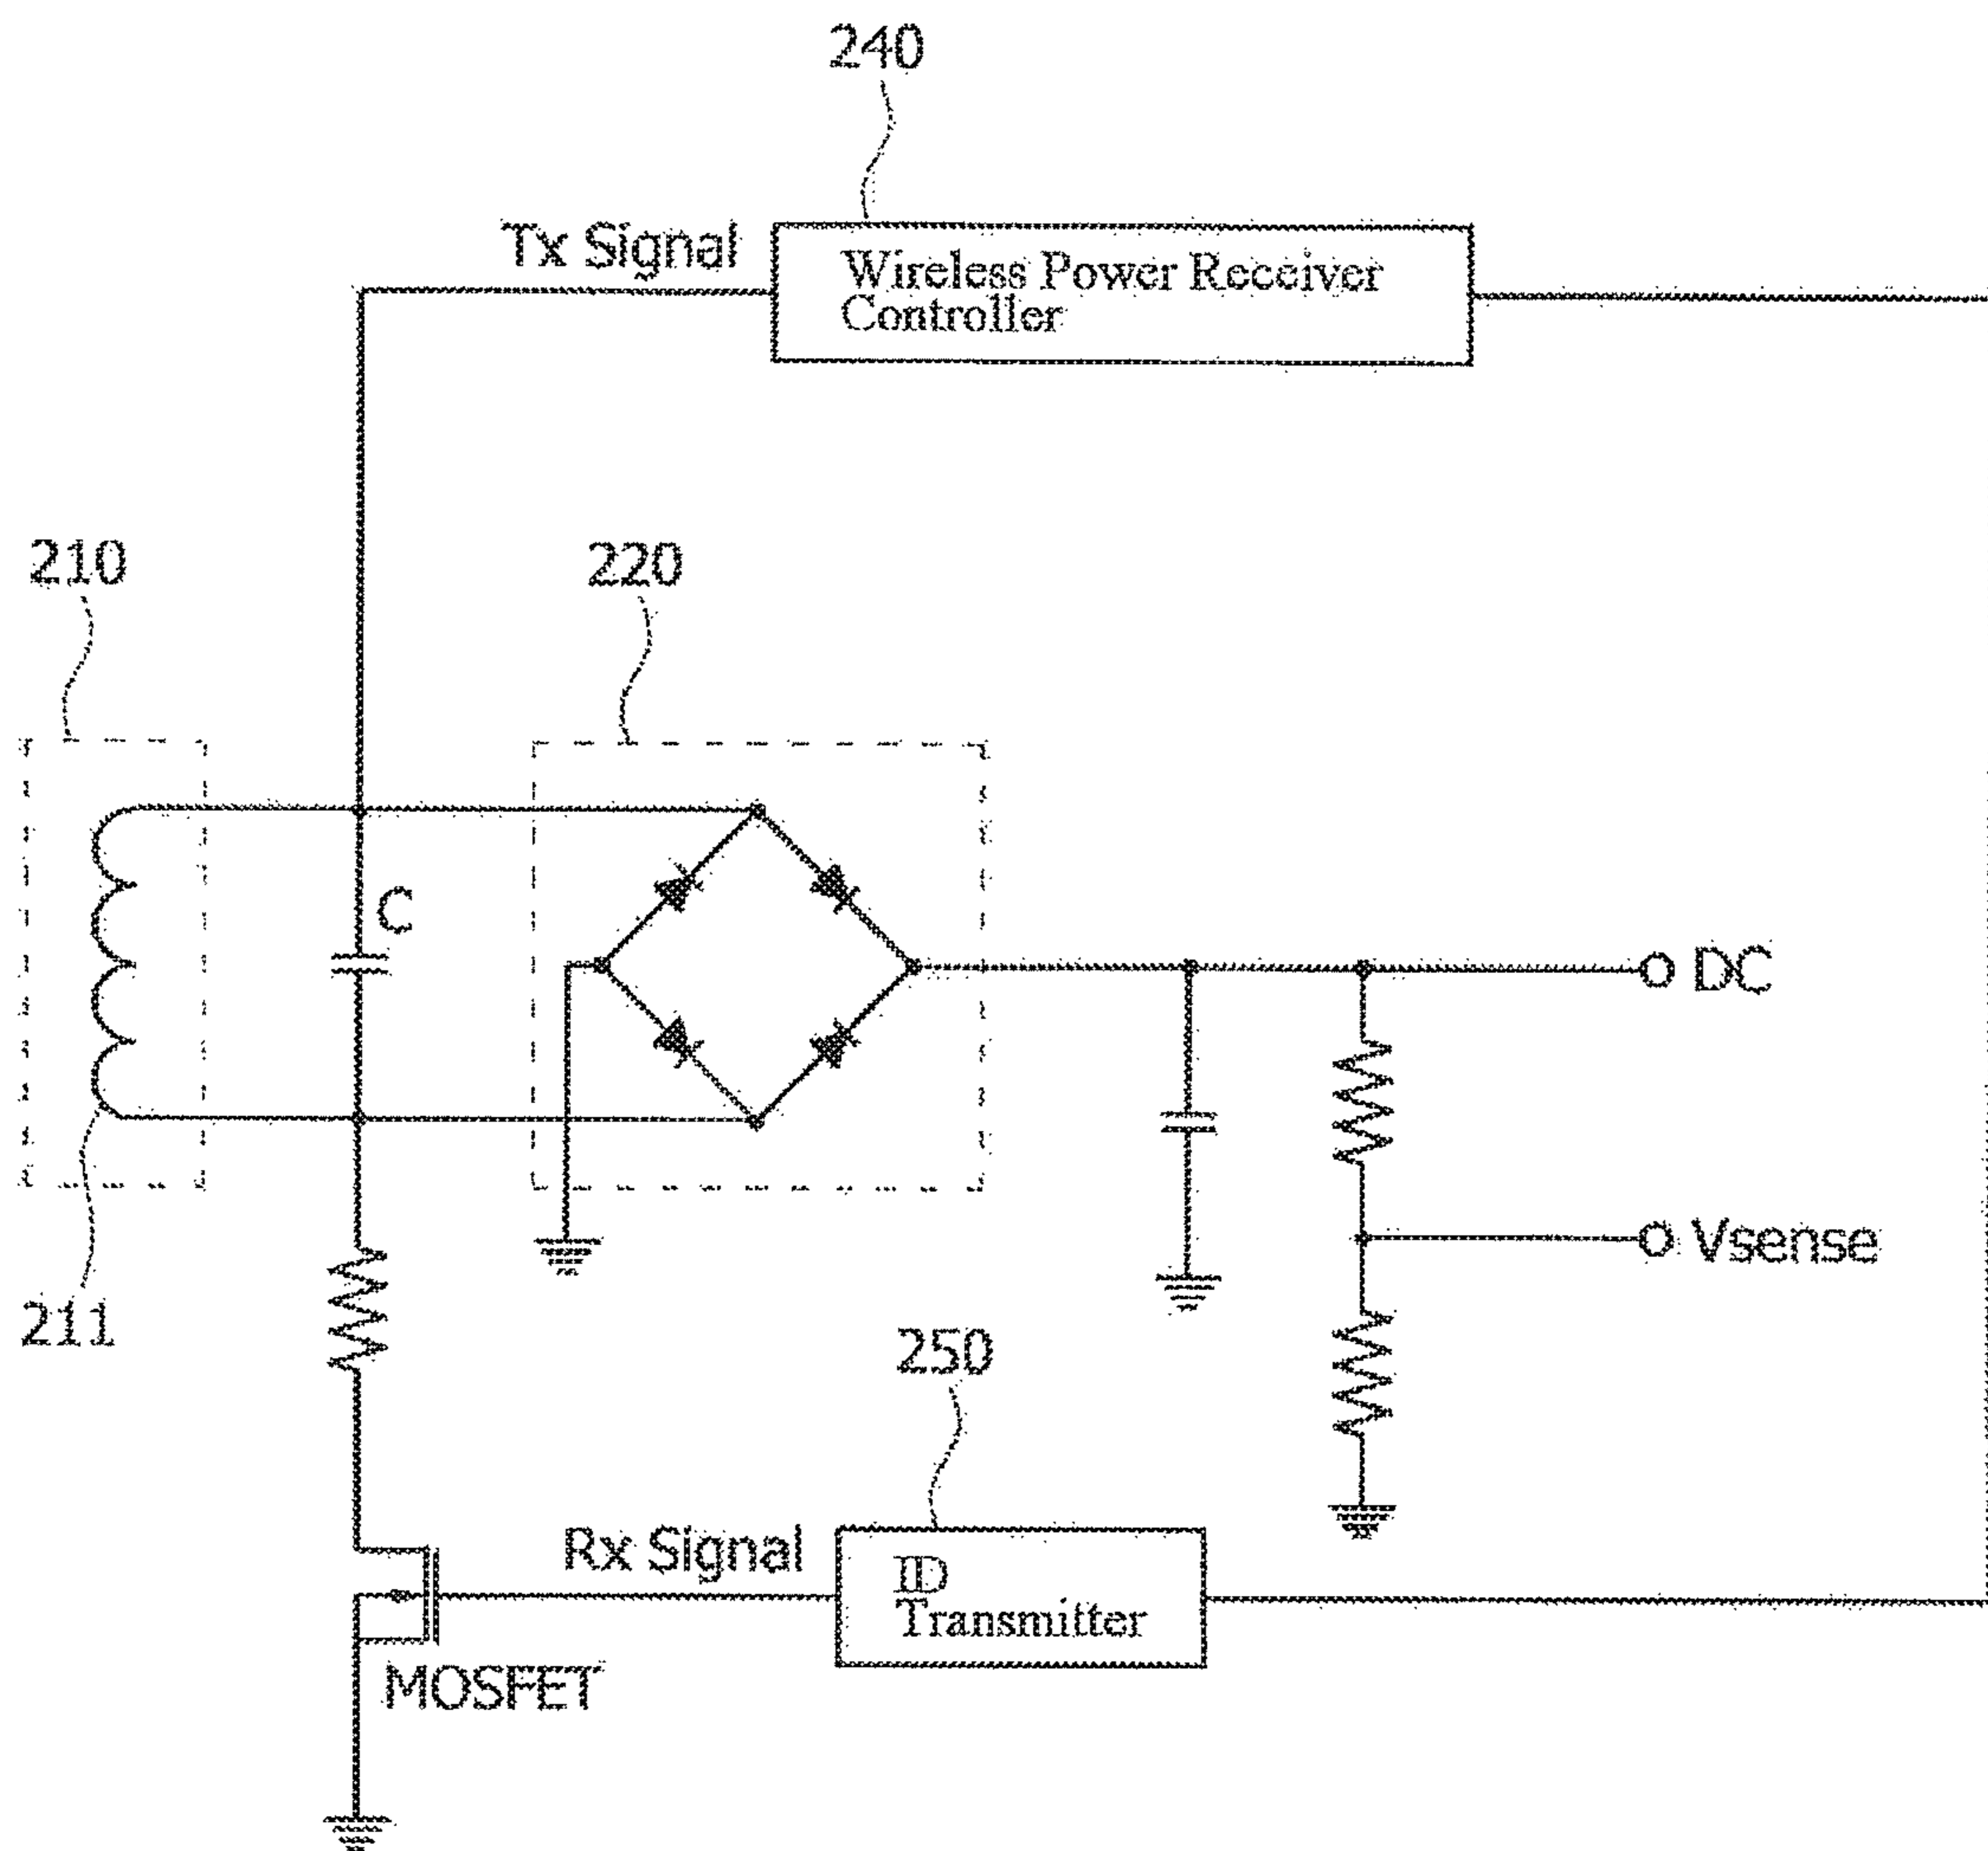 240
Tx Signal
Wireless Power Receiver
Controller
210
220
C
DC
Vsense
211
250
Rx Signal
ID
Transmitter
MOSFET